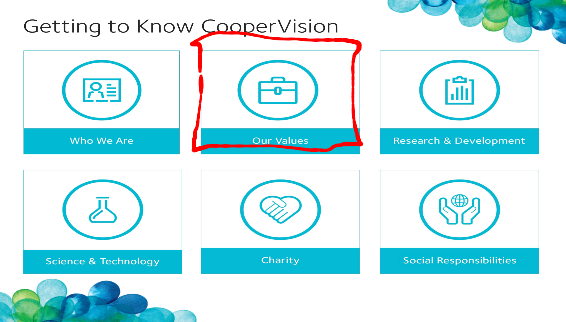 Getting to Know CooperVision
Who We Are
Our Values
Research & Development
Science & Technology
Charity
Social Responsibilities